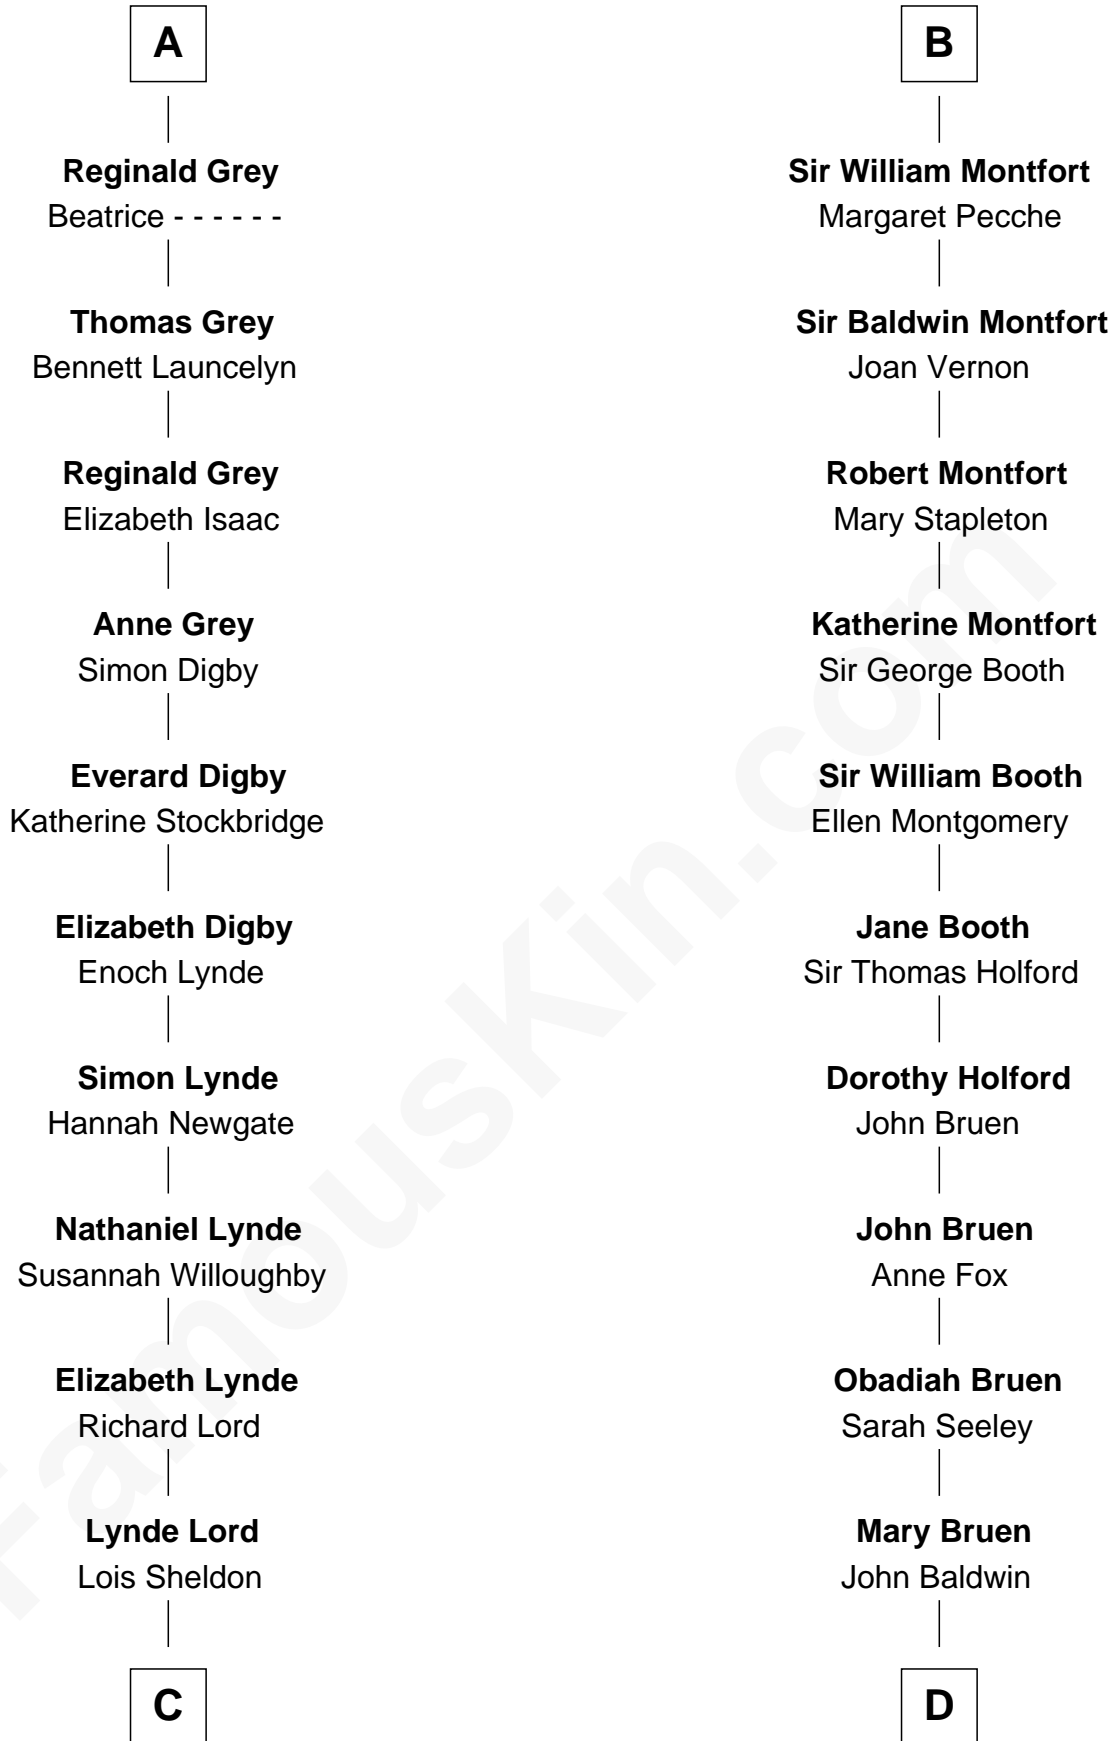 A
Reginald Grey
Beatrice - - - - - -
Thomas Grey
Bennett Launcelyn
Reginald Grey
Elizabeth Isaac
Anne Grey
Simon Digby
Everard Digby
Katherine Stockbridge
Elizabeth Digby
Enoch Lynde
Simon Lynde
Hannah Newgate
Nathaniel Lynde
Susannah Willoughby
Elizabeth Lynde
Richard Lord
Lynde Lord
Lois Sheldon
C
B
Sir William Montfort
Margaret Pecche
Sir Baldwin Montfort
Joan Vernon
Robert Montfort
Mary Stapleton
Katherine Montfort
Sir George Booth
Sir William Booth
Ellen Montgomery
Jane Booth
Sir Thomas Holford
Dorothy Holford
John Bruen
John Bruen
Anne Fox
Obadiah Bruen
Sarah Seeley
Mary Bruen
John Baldwin
D
FamousKin.com